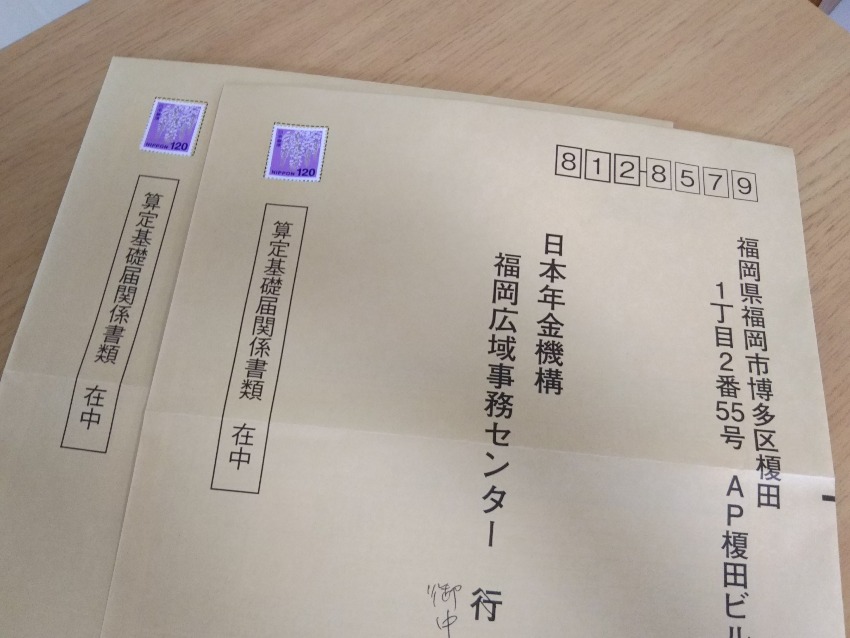 8128579
福岡県福岡市博多区榎田
1丁目2番55号 AP榎田ビル
日本年金機構
福岡広域事務センター 行
御中
NIPPON 120
算定基礎届関係書類 在中
NIPPON 120
算定基礎届関係書類 在中